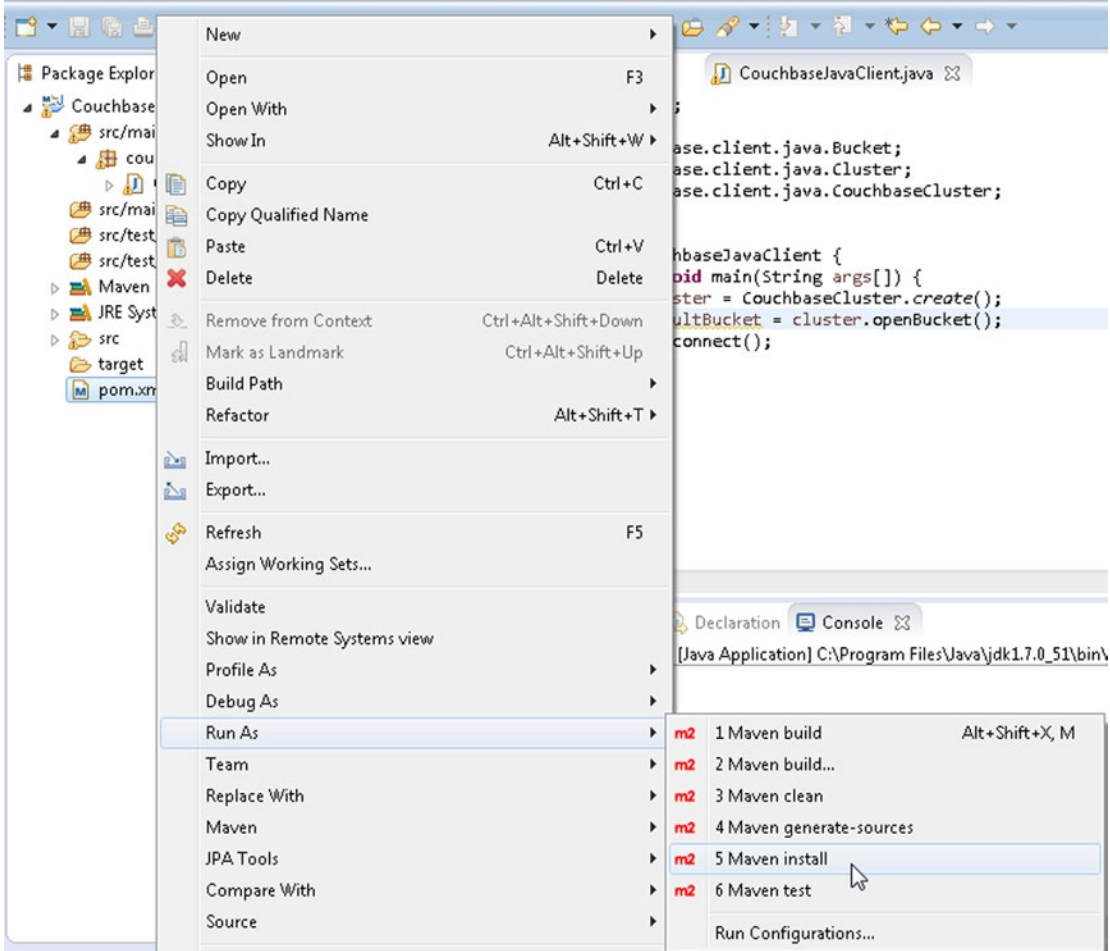 Package Explor
Couchbase
src/mai
cou
src/mai
src/test
src/test
Maven
JRE Syst
src
target
pom.xm
New
Open F3
Open With
Show In Alt+Shift+W
Copy Ctrl+C
Copy Qualified Name
Paste Ctrl+V
Delete Delete
Remove from Context Ctrl+Alt+Shift+Down
Mark as Landmark Ctrl+Alt+Shift+Up
Build Path
Refactor Alt+Shift+T
Import...
Export...
Refresh F5
Assign Working Sets...
Validate
Show in Remote Systems view
Profile As
Debug As
Run As
Team
Replace With
Maven
JPA Tools
Compare With
Source
CouchbaseJavaClient.java
;
ase.client.java.Bucket;
ase.client.java.Cluster;
ase.client.java.CouchbaseCluster;
hbaseJavaClient {
oid main(String args[]) {
ster = CouchbaseCluster.create();
ultBucket = cluster.openBucket();
connect();
Declaration Console
[Java Application] C:\Program Files\Java\jdk1.7.0_51\bin\
m2 1 Maven build Alt+Shift+X, M
m2 2 Maven build...
m2 3 Maven clean
m2 4 Maven generate-sources
m2 5 Maven install
m2 6 Maven test
Run Configurations...